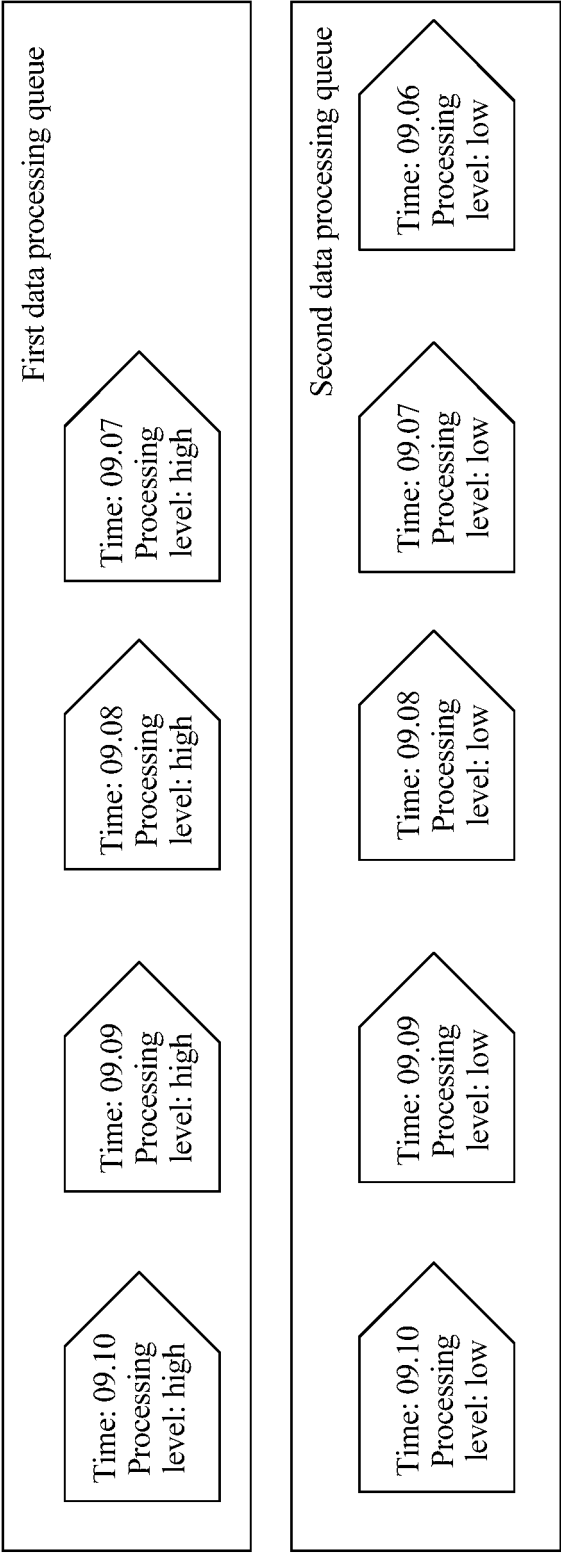 First data processing queue
Time: 09.10
Processing
level: high
Time: 09.09
Processing
level: high
Time: 09.08
Processing
level: high
Time: 09.07
Processing
level: high
Second data processing queue
Time: 09.10
Processing
level: low
Time: 09.09
Processing
level: low
Time: 09.08
Processing
level: low
Time: 09.07
Processing
level: low
Time: 09.06
Processing
level: low